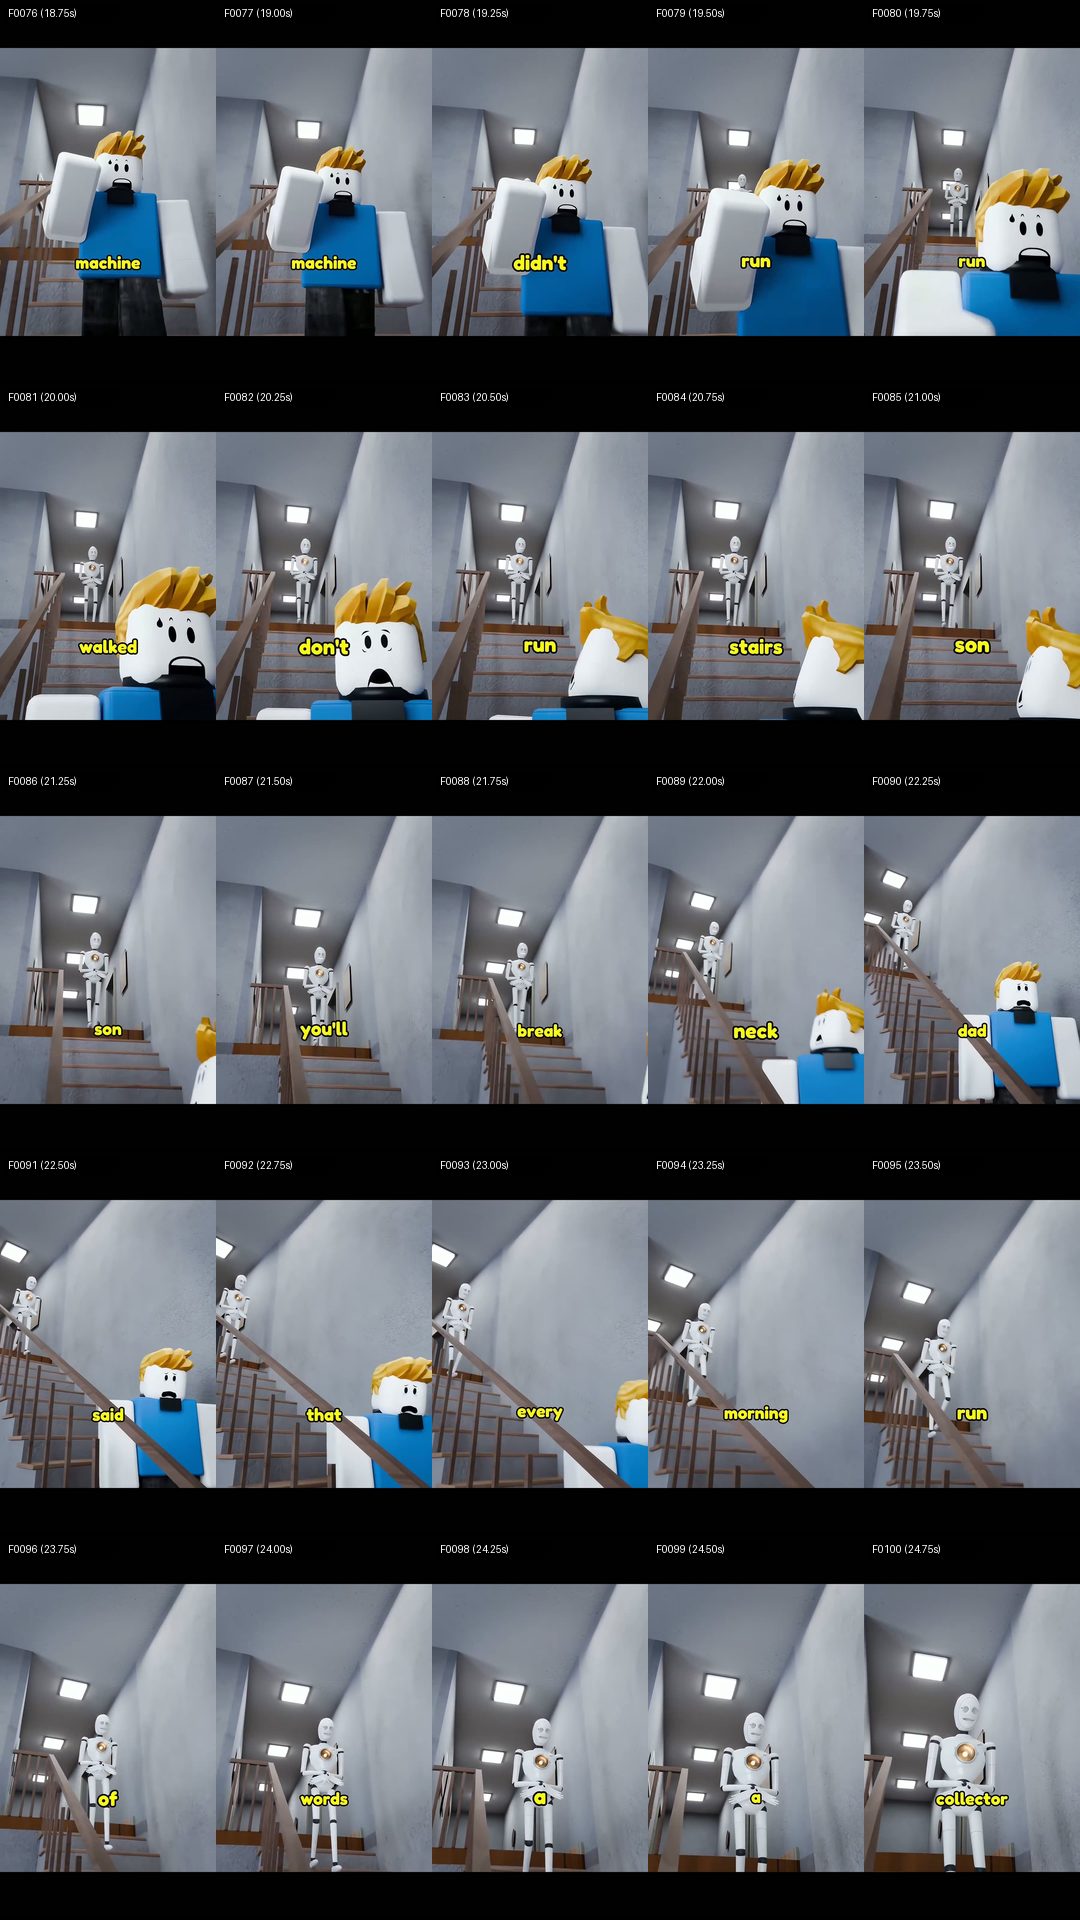 F0076 (18.75s)
F0077 (19.00s)
F0078 (19.25s)
F0079 (19.50s)
F0080 (19.75s)
machine
machine
didn't
run
run
F0081 (20.00s)
F0082 (20.25s)
F0083 (20.50s)
F0084 (20.75s)
F0085 (21.00s)
walked
don't
run
stairs
son
F0086 (21.25s)
F0087 (21.50s)
F0088 (21.75s)
F0089 (22.00s)
F0090 (22.25s)
son
you'll
break
neck
dad
F0091 (22.50s)
F0092 (22.75s)
F0093 (23.00s)
F0094 (23.25s)
F0095 (23.50s)
said
that
every
morning
run
F0096 (23.75s)
F0097 (24.00s)
F0098 (24.25s)
F0099 (24.50s)
F0100 (24.75s)
of
words
a
a
collector